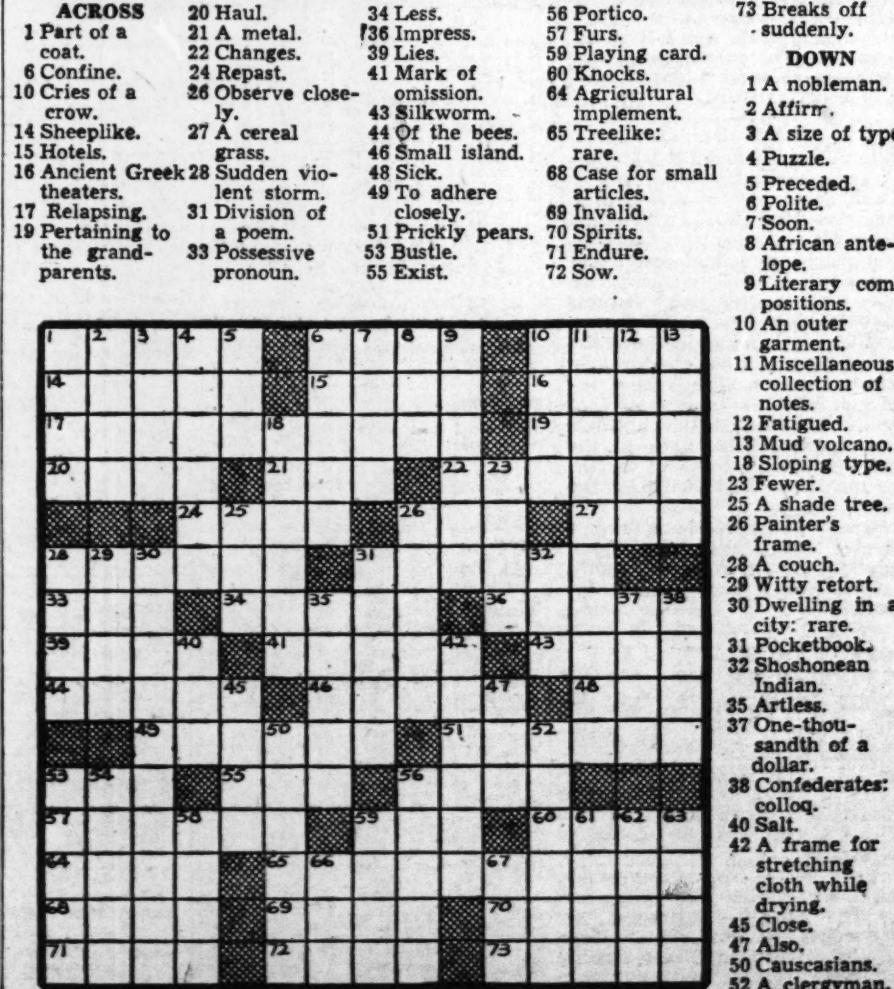 ACROSS
1 Part of a
coat.
6 Confine.
10 Cries of a
crow.
14 Sheeplike.
15 Hotels.
16 Ancient Greek
theaters.
17 Relapsing.
19 Pertaining to
the grand-
parents.
20 Haul.
21 A metal.
22 Changes.
24 Repast.
26 Observe close-
ly.
27 A cereal
grass.
28 Sudden vio-
lent storm.
31 Division of
a poem.
33 Possessive
pronoun.
34 Less.
36 Impress.
39 Lies.
41 Mark of
omission.
43 Silkworm.
44 Of the bees.
46 Small island.
48 Sick.
49 To adhere
closely.
51 Prickly pears.
53 Bustle.
55 Exist.
56 Portico.
57 Furs.
59 Playing card.
60 Knocks.
64 Agricultural
implement.
65 Treelike:
rare.
68 Case for small
articles.
69 Invalid.
70 Spirits.
71 Endure.
72 Sow.
73 Breaks off
suddenly.
DOWN
1 A nobleman.
2 Affirm
3 A size of type
4 Puzzle.
5 Preceded.
6 Polite.
7 Soon.
8 African ante-
lope.
9 Literary com
positions.
10 An outer
garment.
11 Miscellaneous
collection of
notes.
12 Fatigued.
13 Mud volcano.
18 Sloping type.
23 Fewer.
25 A shade tree.
26 Painter's
frame.
28 A couch.
29 Witty retort.
30 Dwelling in a
city: rare.
31 Pocketbook.
32 Shoshonean
Indian.
35 Artless.
37 One-thou-
sandth of a
dollar.
38 Confederates:
colloq.
40 Salt.
42 A frame for
stretching
cloth while
drying.
45 Close.
47 Also.
50 Causcasians.
52 A clergyman.
1 2 3 4 5 6 7 8 9 10 11 12 13
14 15 16
17 18 19
20 21 22 23
24 25 26 27
28 29 30 31 32
33 34 35 36 37 38
39 40 41 42 43
44 45 46 47 48
49 50 51 52
53 54 55 56
57 58 59 60 61 62 63
64 65 66 67
68 69 70
71 72 73